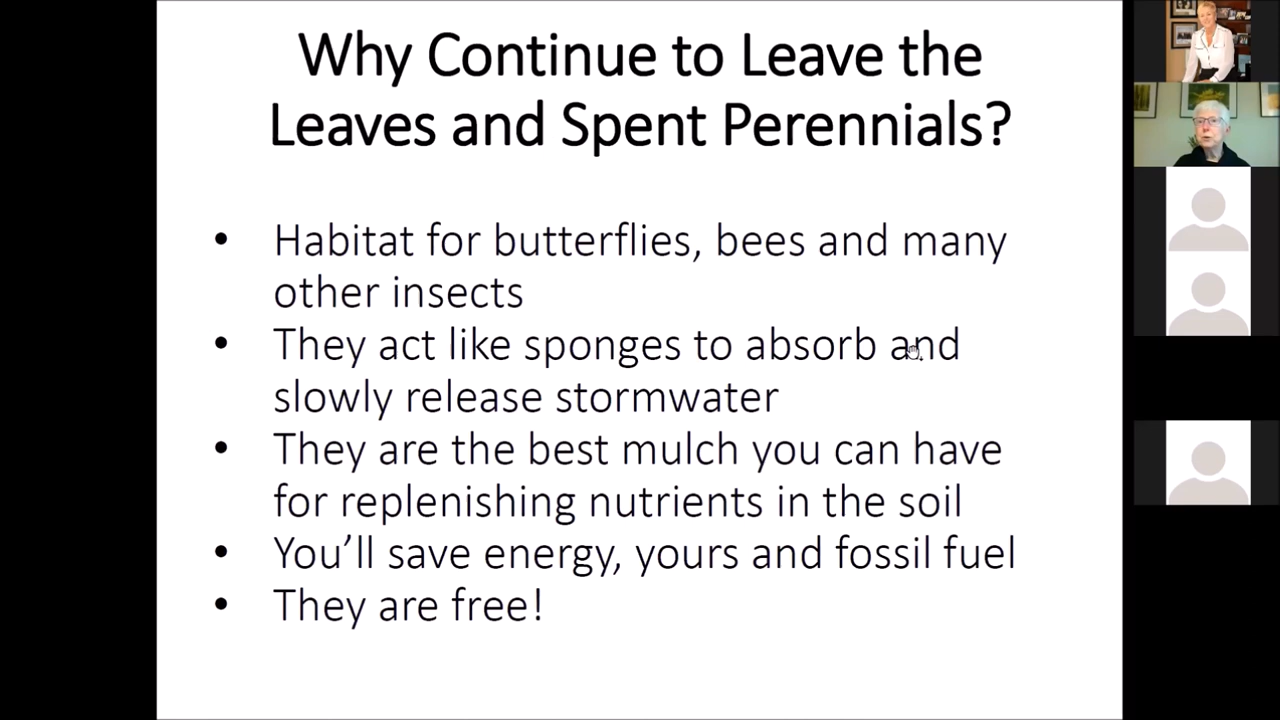 Why Continue to Leave the
Leaves and Spent Perennials?
• Habitat for butterflies, bees and many
other insects
• They act like sponges to absorb and
slowly release stormwater
• They are the best mulch you can have
for replenishing nutrients in the soil
• You’ll save energy, yours and fossil fuel
• They are free!